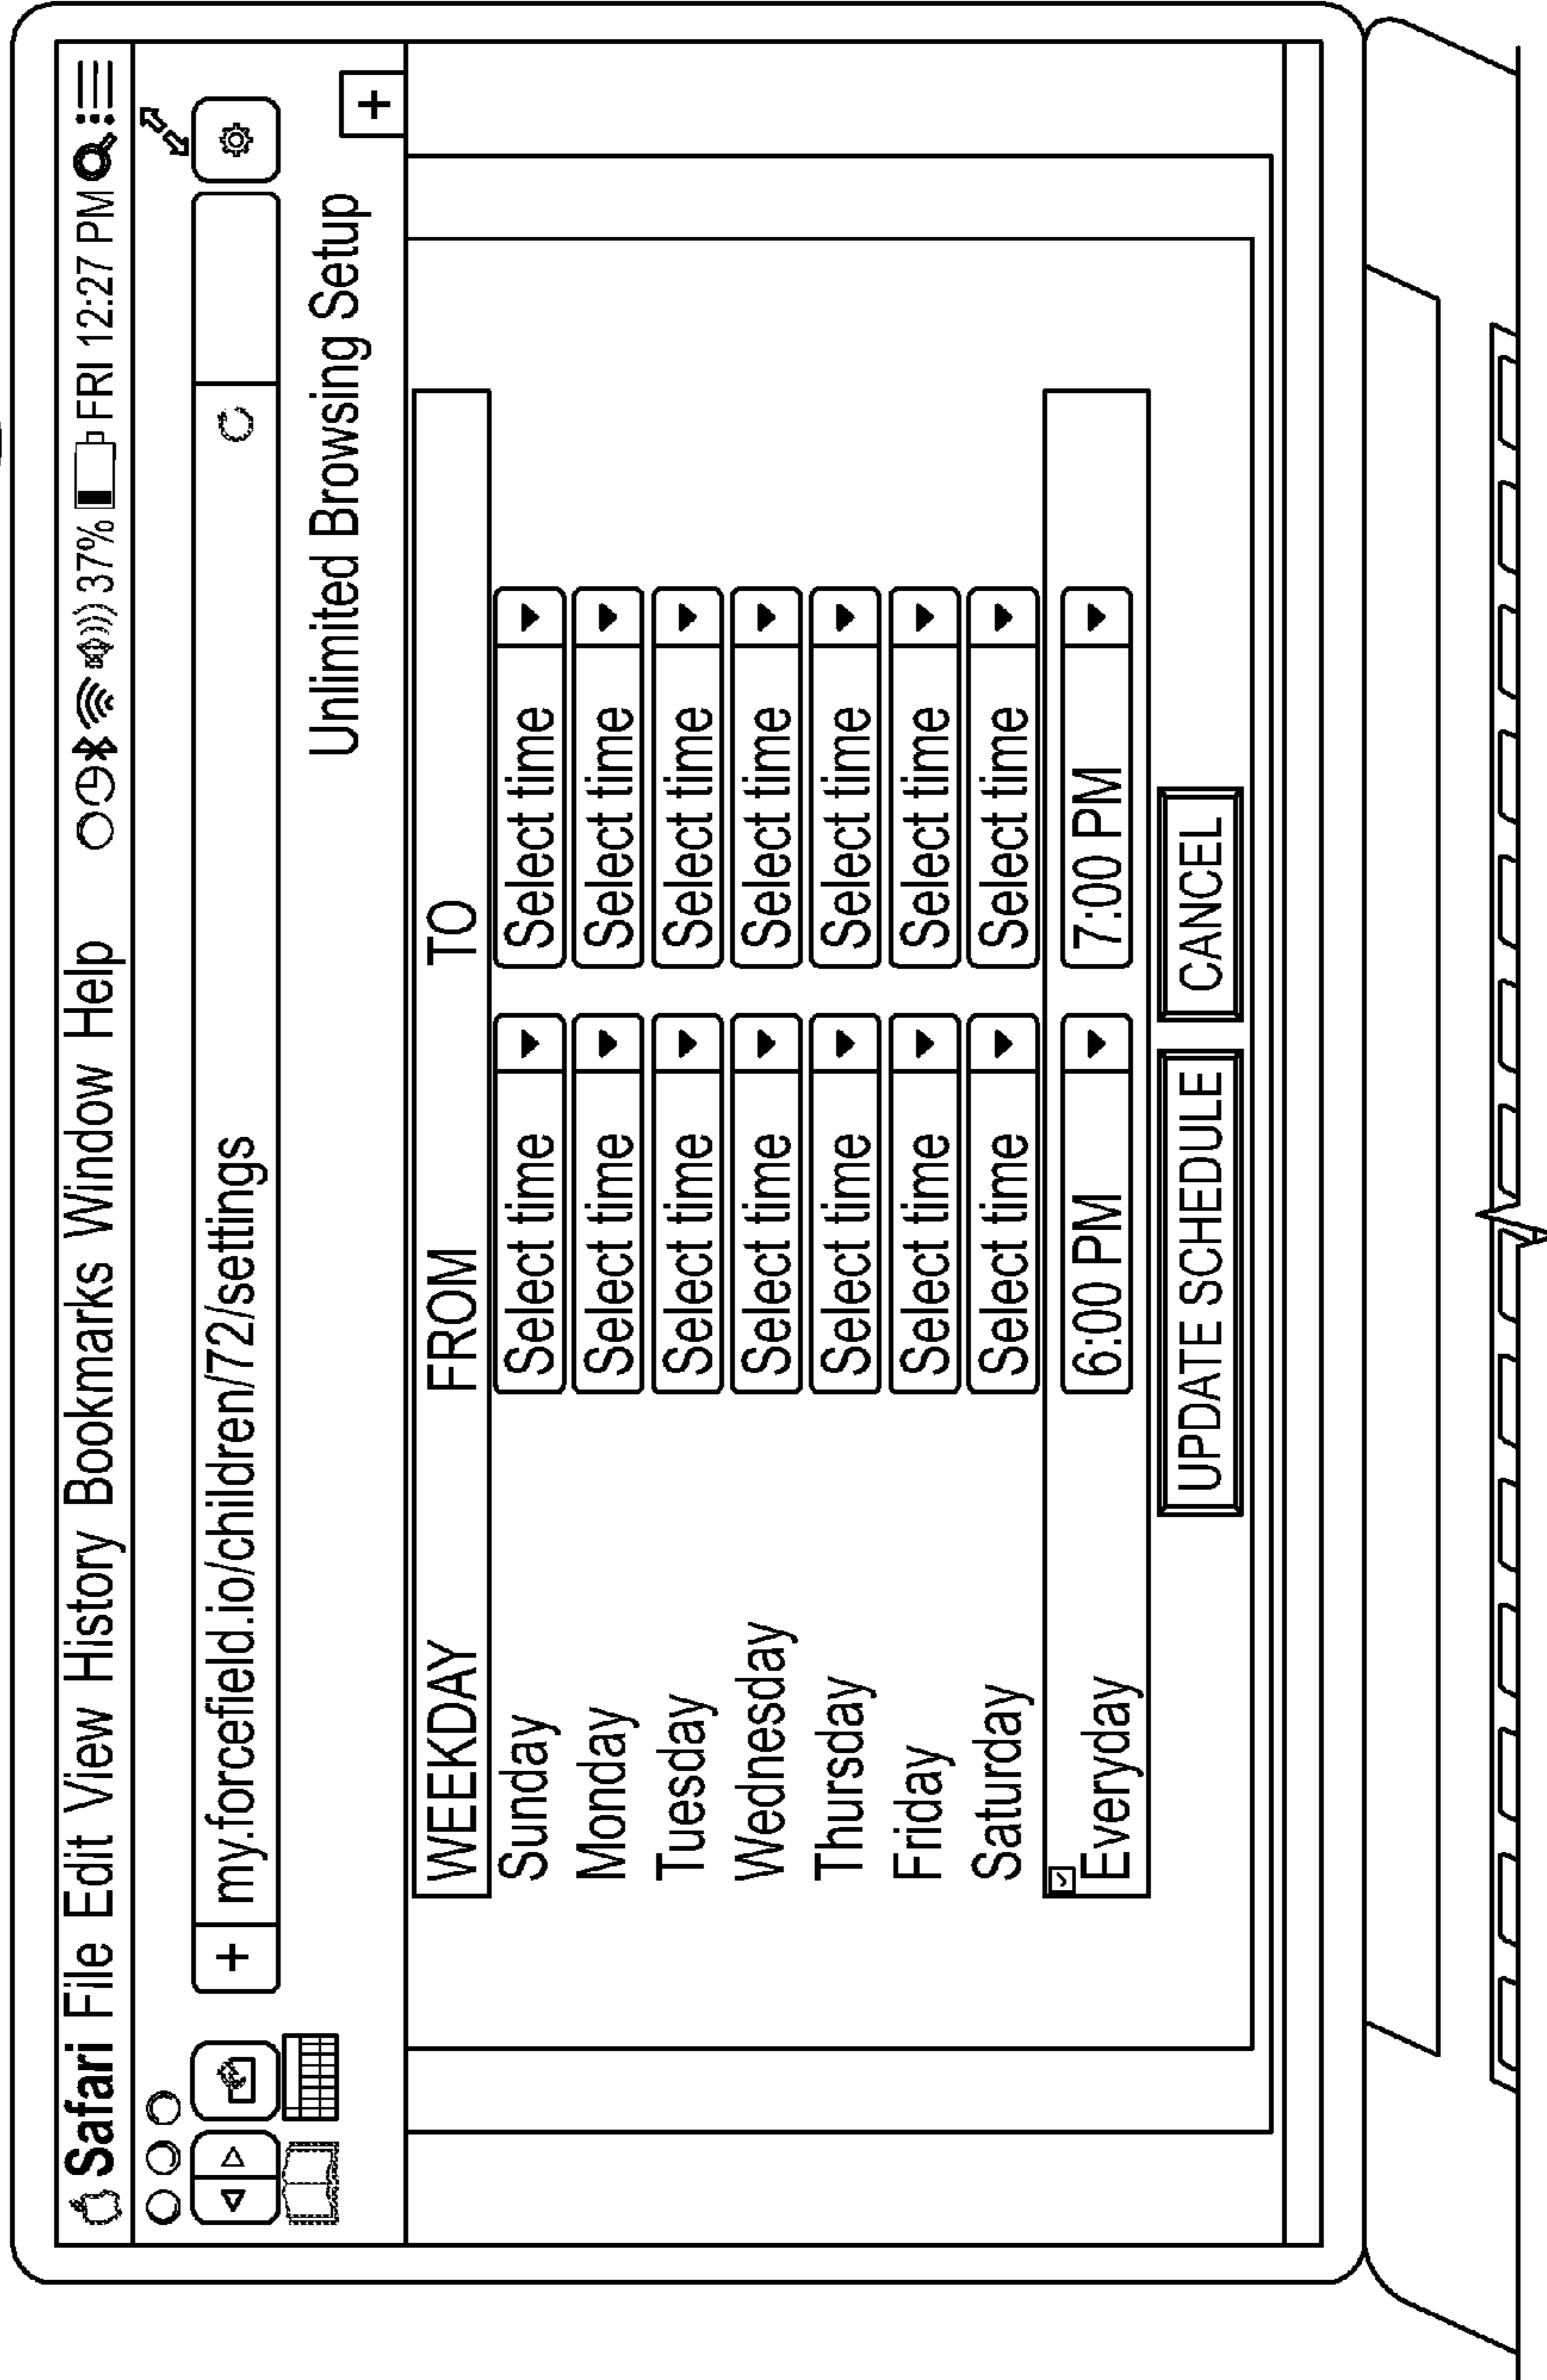 Safari File Edit View History Bookmarks Window Help 37% FRI 12:27 PM
+ my.forcefield.io/children/72/settings
Unlimited Browsing Setup
+
WEEKDAY FROM TO
Sunday Select time Select time
Monday Select time Select time
Tuesday Select time Select time
Wednesday Select time Select time
Thursday Select time Select time
Friday Select time Select time
Saturday Select time Select time
Everyday 6:00 PM 7:00 PM
UPDATE SCHEDULE CANCEL